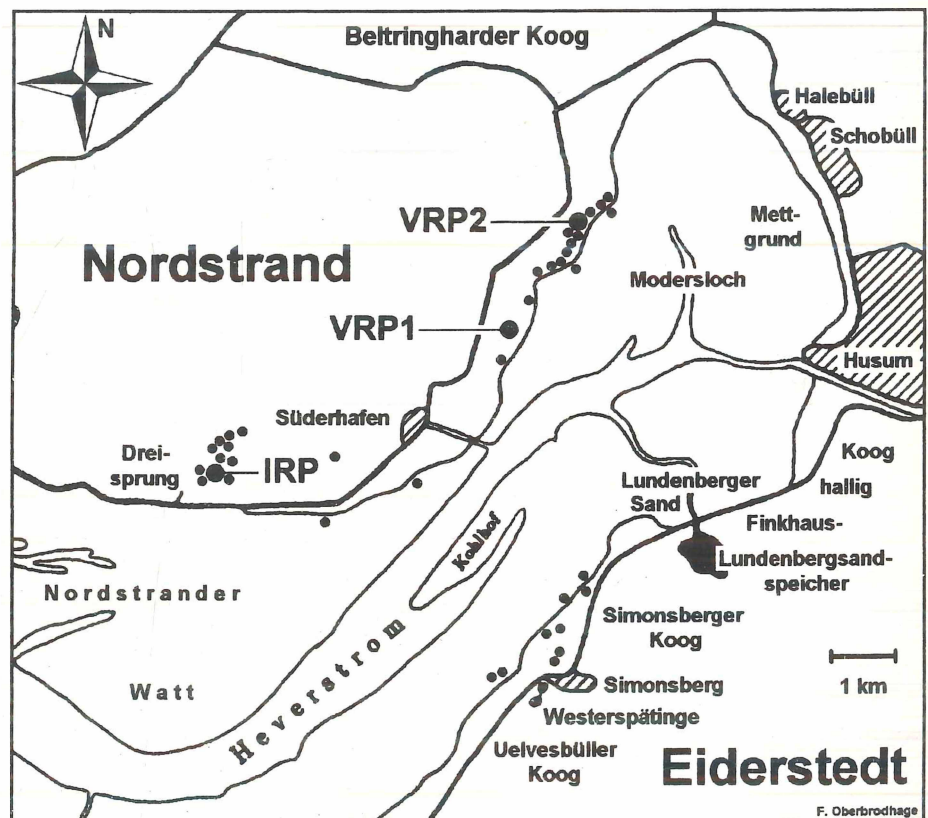 N
Beltringharder Koog
Halebüll
Schobüll
VRP2
Mett-
grund
Nordstrand
Modersloch
VRP1
Husum
Süderhafen
Drei-
sprung
IRP
Koog
hallig
Lundenberger
Sand
Finkhaus-
Lundenbergsand-
speicher
Kohlhof
Nordstrander
Watt
Heverstrom
Simonsberger
Koog
Simonsberg
1 km
Westerspätinge
Uelvesbüller
Koog
Eiderstedt
F. Oberbrodhage